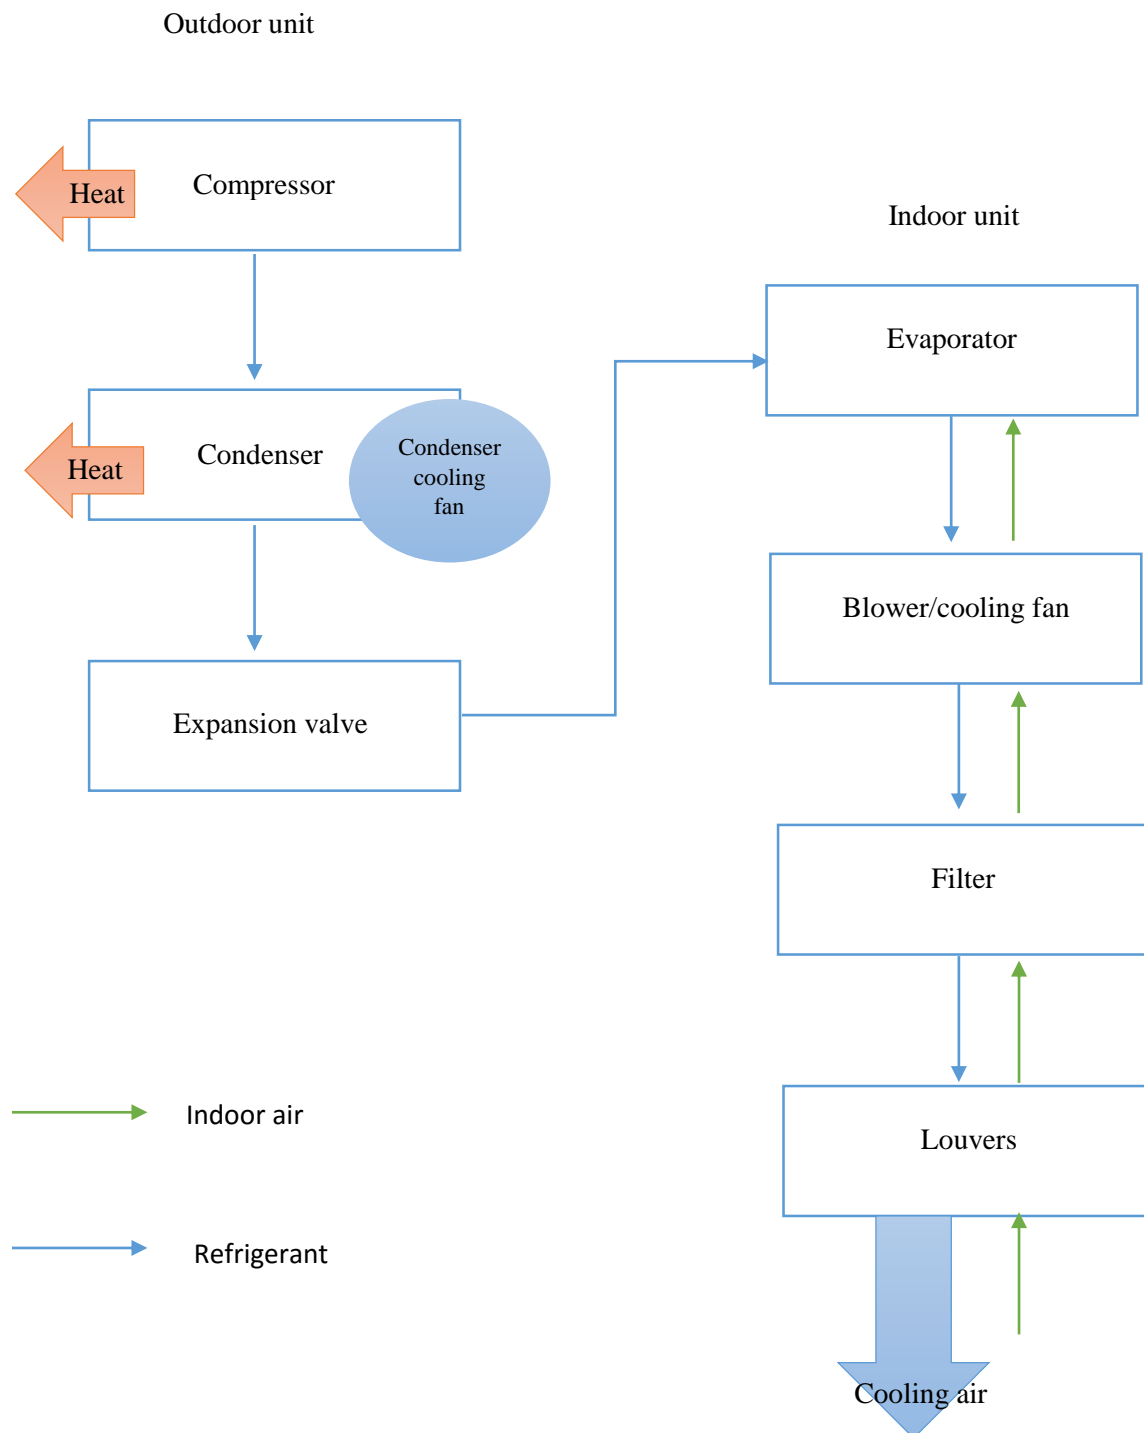 Outdoor unit
Compressor
Heat
Condenser
Heat
Condenser
cooling
fan
Expansion valve
Indoor unit
Evaporator
Blower/cooling fan
Filter
Louvers
Cooling air
Indoor air
Refrigerant